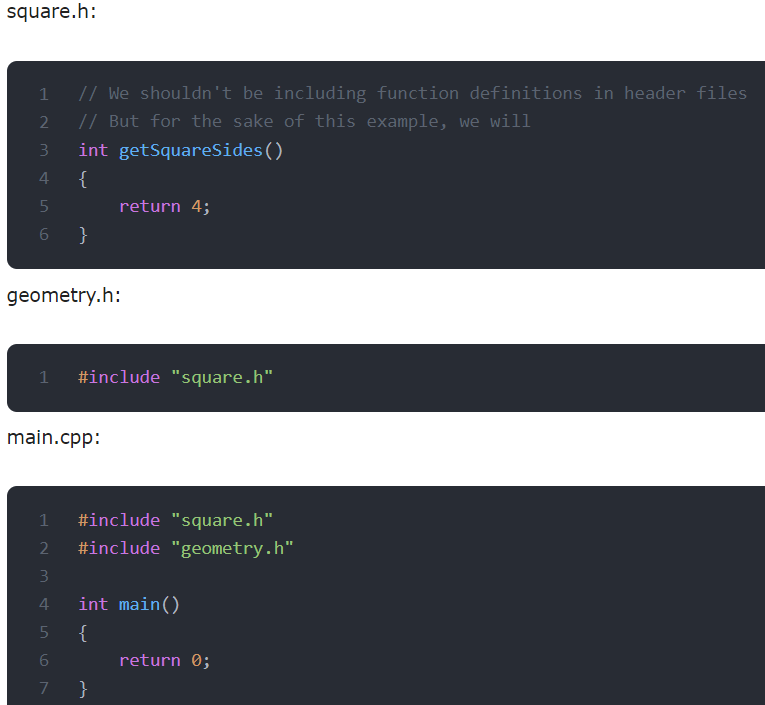 square.h:
1 // We shouldn't be including function definitions in header files
2 // But for the sake of this example, we will
3 int getSquareSides()
4 {
5     return 4;
6 }
geometry.h:
1 #include "square.h"
main.cpp:
1 #include "square.h"
2 #include "geometry.h"
3
4 int main()
5 {
6     return 0;
7 }